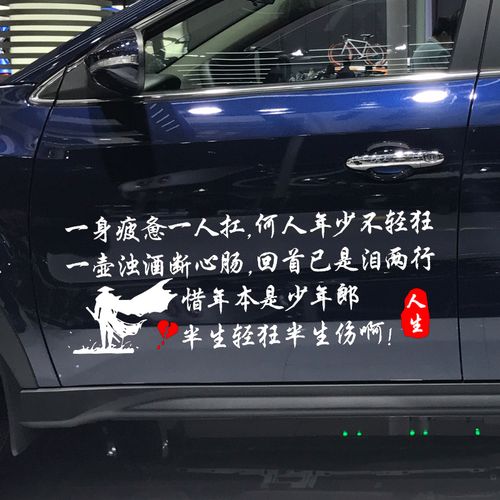 一身疲惫一人扛,何人年少不轻狂
一壶浊酒断心肠,回首已是泪两行
惜年本是少年郎
半生轻狂半生伤啊!
人生